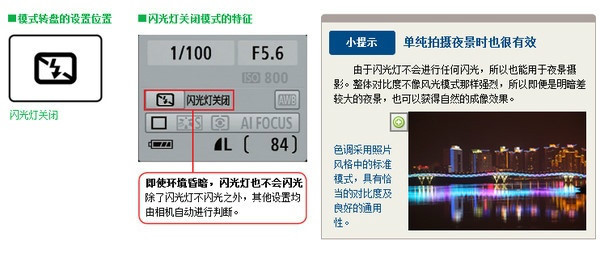 ■模式转盘的设置位置
闪光灯关闭
■闪光灯关闭模式的特征
1/100 F5.6
ISO 800
闪光灯关闭 AWB
AI FOCUS
L ( 84)
即使环境昏暗，闪光灯也不会闪光
除了闪光灯不闪光之外，其他设置均
由相机自动进行判断。
小提示 单纯拍摄夜景时也很有效
由于闪光灯不会进行任何闪光，所以也能用于夜景摄
影。整体对比度不像风光模式那样强烈，所以即便是明暗差
较大的夜景，也可以获得自然的成像效果。
色调采用照片
风格中的标准
模式，具有恰
当的对比度及
良好的通用
性。